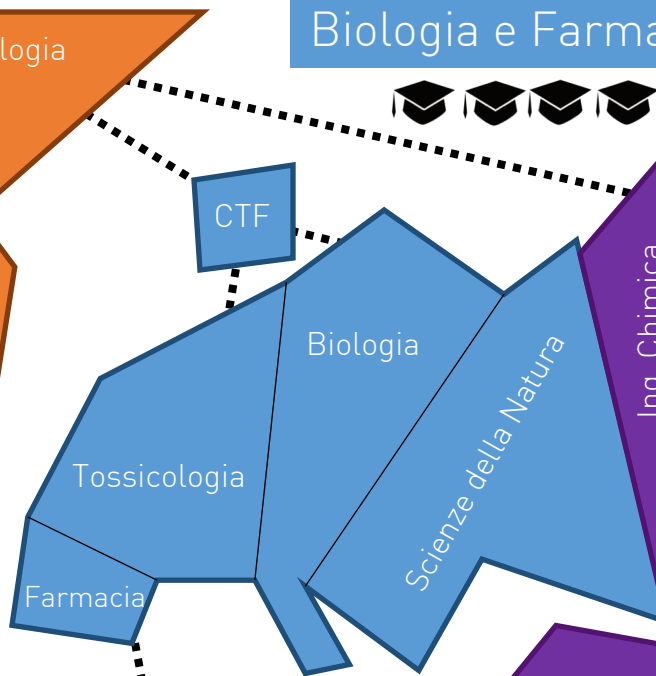 Biologia e Farma
logia
CTF
Biologia
Ing. Chimica
Scienze della Natura
Tossicologia
Farmacia